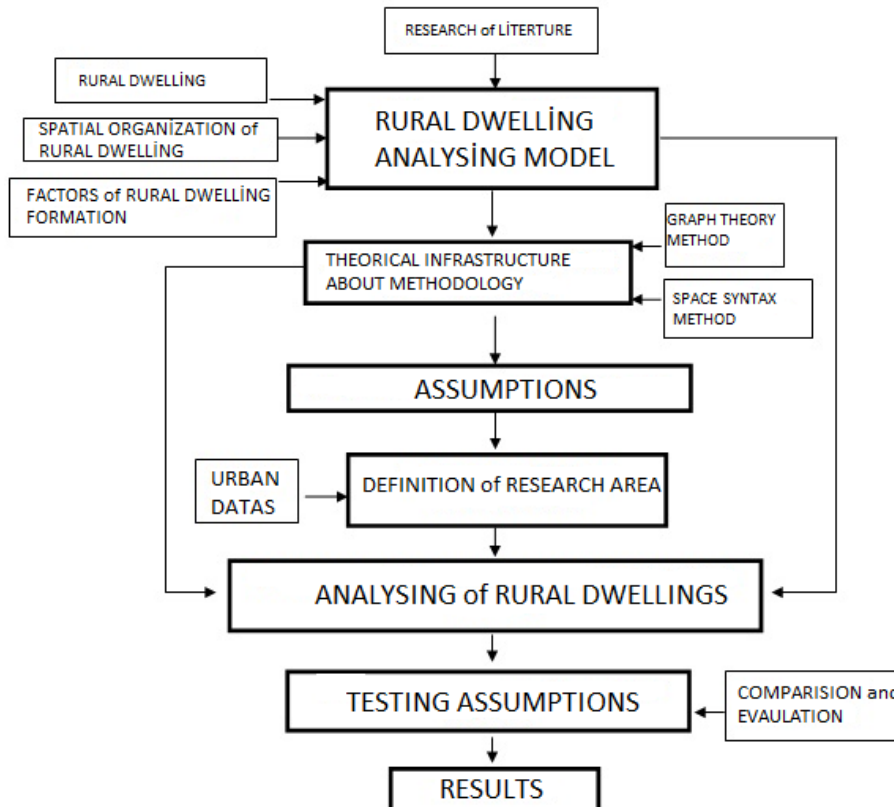 RESEARCH of LİTERTURE
RURAL DWELLİNG
SPATIAL ORGANİZATION of
RURAL DWELLİNG
FACTORS of RURAL DWELLİNG
FORMATION
RURAL DWELLİNG
ANALYSİNG MODEL
GRAPH THEORY
METHOD
THEORICAL INFRASTRUCTURE
ABOUT METHODOLOGY
SPACE SYNTAX
METHOD
ASSUMPTIONS
URBAN
DATAS
DEFINITION of RESEARCH AREA
ANALYSING of RURAL DWELLINGS
TESTING ASSUMPTIONS
COMPARISION and
EVAULATION
RESULTS